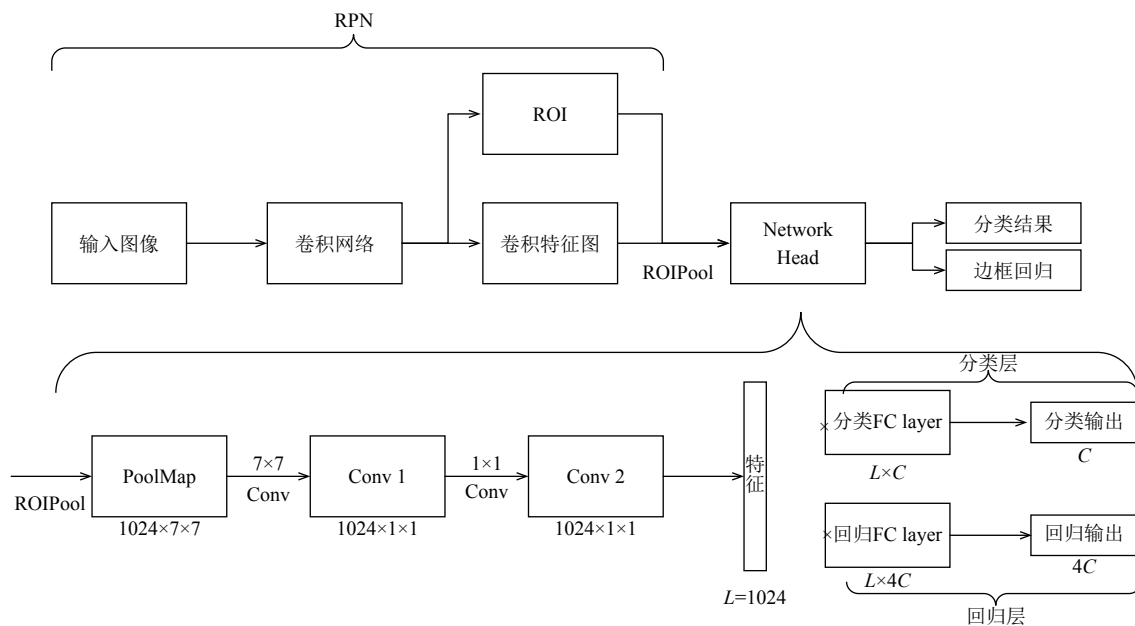 RPN
ROI
输入图像
卷积网络
卷积特征图
ROIPool
Network
Head
分类结果
边框回归
分类层
ROIPool
PoolMap
1024×7×7
7×7
Conv
Conv 1
1024×1×1
1×1
Conv
Conv 2
1024×1×1
特征
L=1024
×分类FC layer
L×C
分类输出
C
×回归FC layer
L×4C
回归输出
4C
回归层